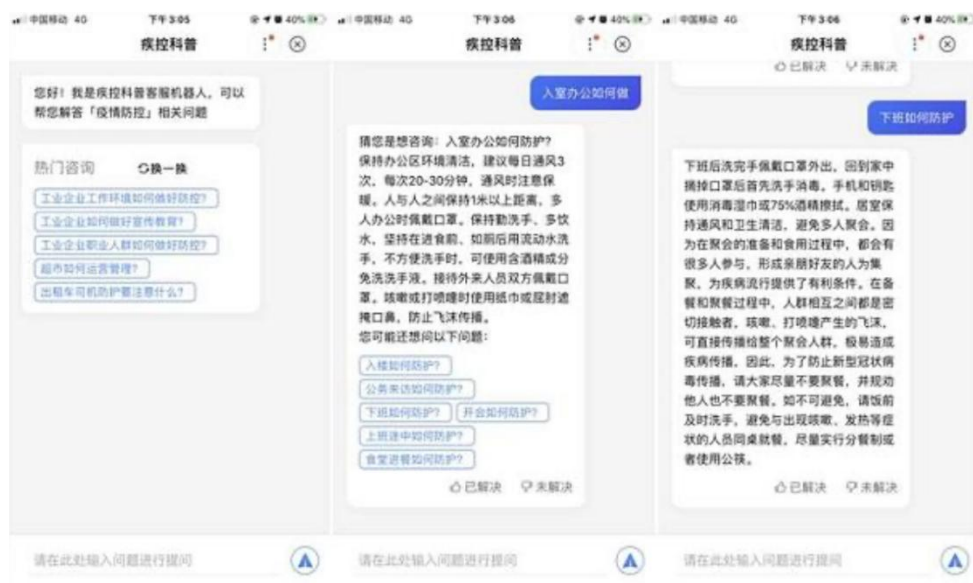 中国移动 4G
下午3:05
40%
疾控科普
您好！我是疾控科普客服机器人，可以
帮您解答「疫情防控」相关问题
热门咨询
换一换
工业企业工作环境如何做好防控?
工业企业如何做好宣传教育?
工业企业职业人群如何做好防控?
超市如何运营管理?
出租车司机防护要注意什么?
请在此处输入问题进行提问
中国移动 4G
下午3:06
40%
疾控科普
入室办公如何做
猜您是想咨询：入室办公如何防护?
保持办公区环境清洁，建议每日通风3
次，每次20-30分钟，通风时注意保
暖。人与人之间保持1米以上距离，多
人办公时佩戴口罩。保持勤洗手、多饮
水，坚持在进食前、如厕后用流动水洗
手，不方便洗手时，可使用含酒精成分
免洗洗手液。接待外来人员双方佩戴口
罩。咳嗽或打喷嚏时使用纸巾或屈肘遮
掩口鼻，防止飞沫传播。
您可能还想问以下问题：
入楼如何防护?
公务来访如何防护?
下班如何防护?
开会如何防护?
上班途中如何防护?
食堂进餐如何防护?
已解决
未解决
请在此处输入问题进行提问
中国移动 4G
下午3:06
40%
疾控科普
已解决
未解决
下班如何防护
下班后洗完手佩戴口罩外出，回到家中
摘掉口罩后首先洗手消毒。手机和钥匙
使用消毒湿巾或75%酒精擦拭。居室保
持通风和卫生清洁，避免多人聚会。因
为在聚会的准备和食用过程中，都会有
很多人参与，形成亲朋好友的人为集
聚，为疾病流行提供了有利条件。在备
餐和聚餐过程中，人群相互之间都是密
切接触者，咳嗽、打喷嚏产生的飞沫，
可直接传播给整个聚会人群，极易造成
疾病传播，因此，为了防止新型冠状病
毒传播，请大家尽量不要聚餐，并规劝
他人也不要聚餐。如不可避免，请饭前
及时洗手，避免与出现咳嗽、发热等症
状的人员同桌就餐，尽量实行分餐制或
者使用公筷。
已解决
未解决
请在此处输入问题进行提问